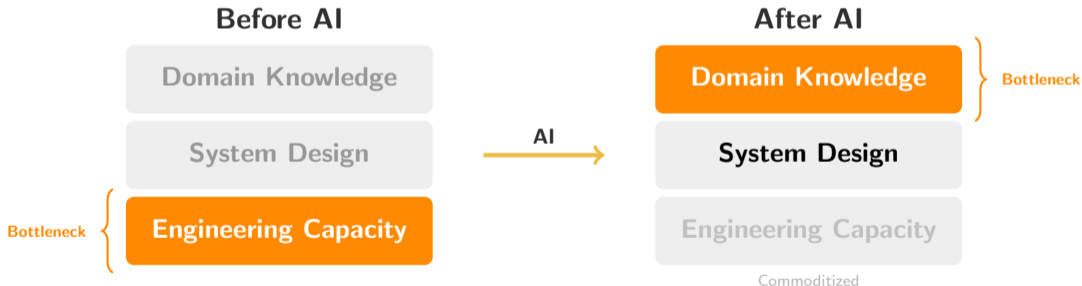 Before AI
Domain Knowledge
System Design
Engineering Capacity
Bottleneck
AI
After AI
Domain Knowledge
Bottleneck
System Design
Engineering Capacity
Commoditized